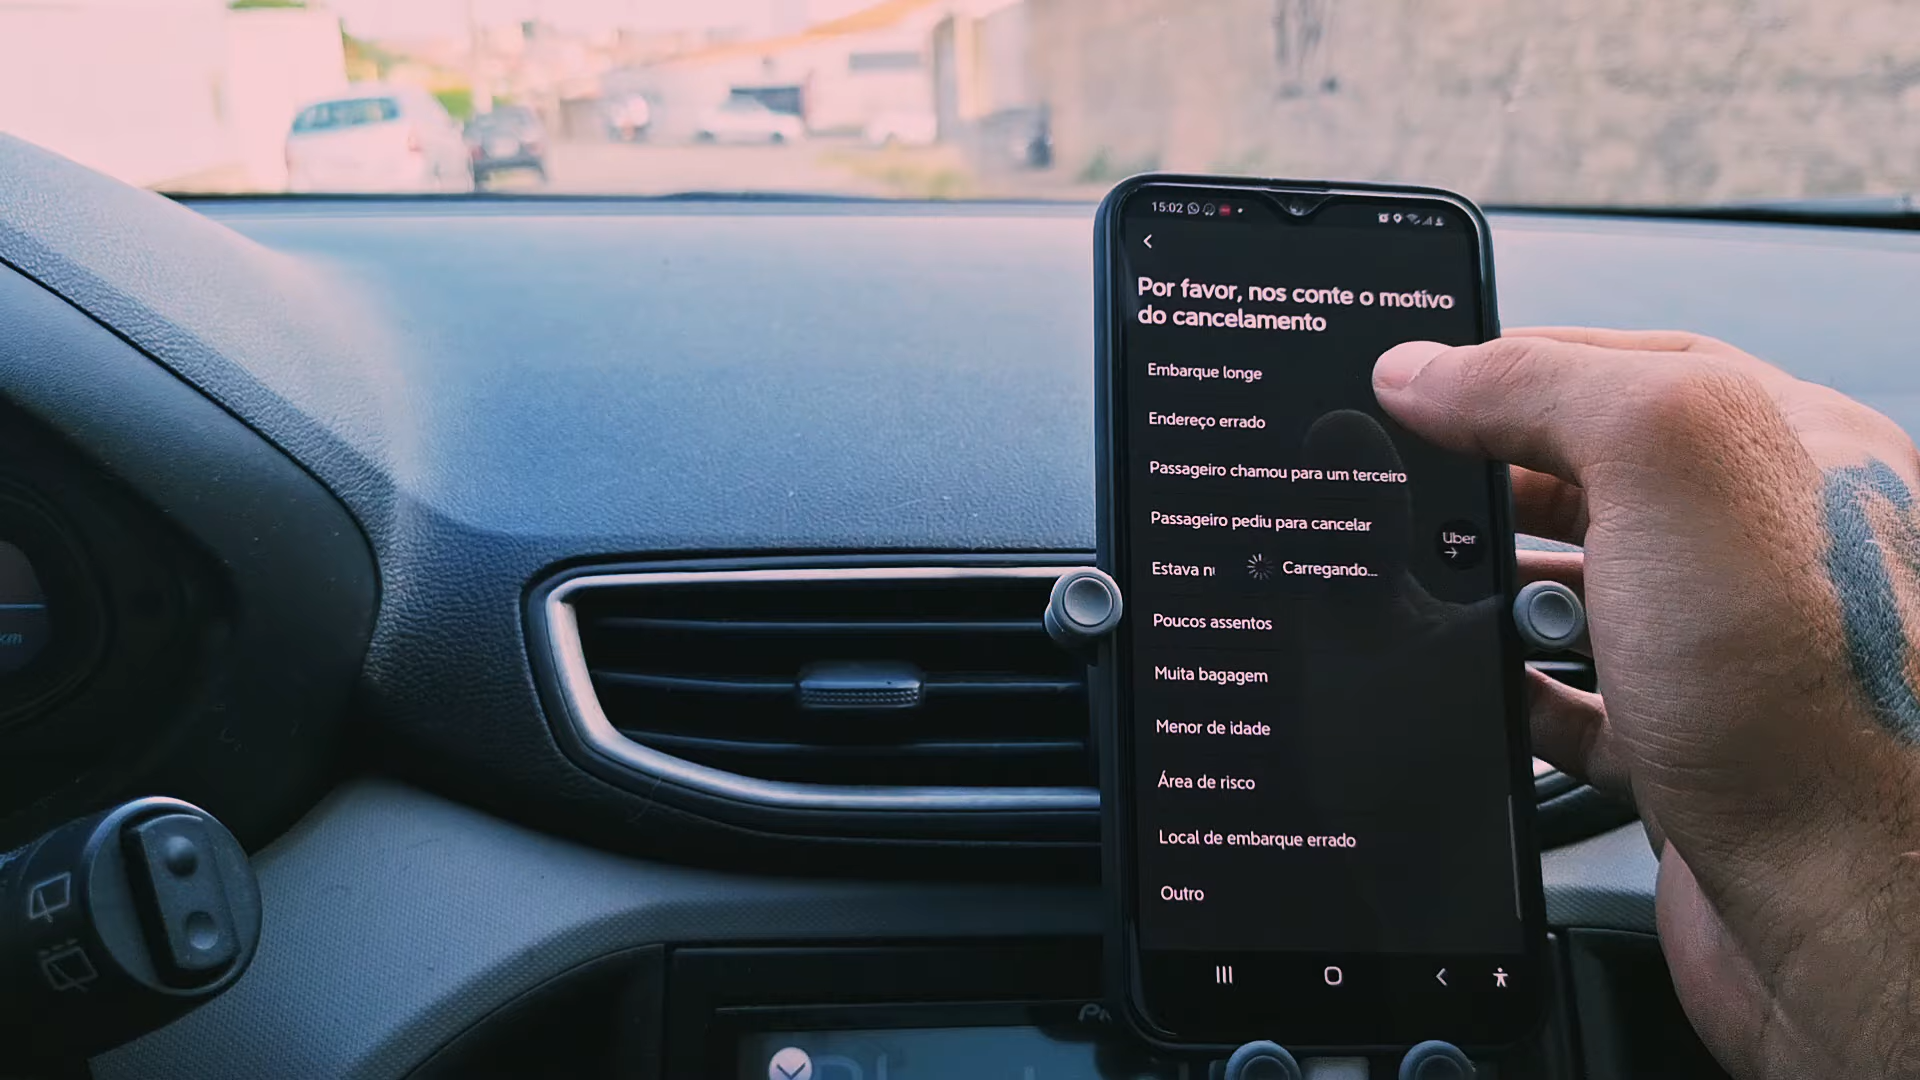 15:02
Por favor, nos conte o motivo
do cancelamento
Embarque longe
Endereço errado
Passageiro chamou para um terceiro
Passageiro pediu para cancelar
Uber
Estava
Carregando...
Poucos assentos
Muita bagagem
Menor de idade
Área de risco
Local de embarque errado
Outro
km